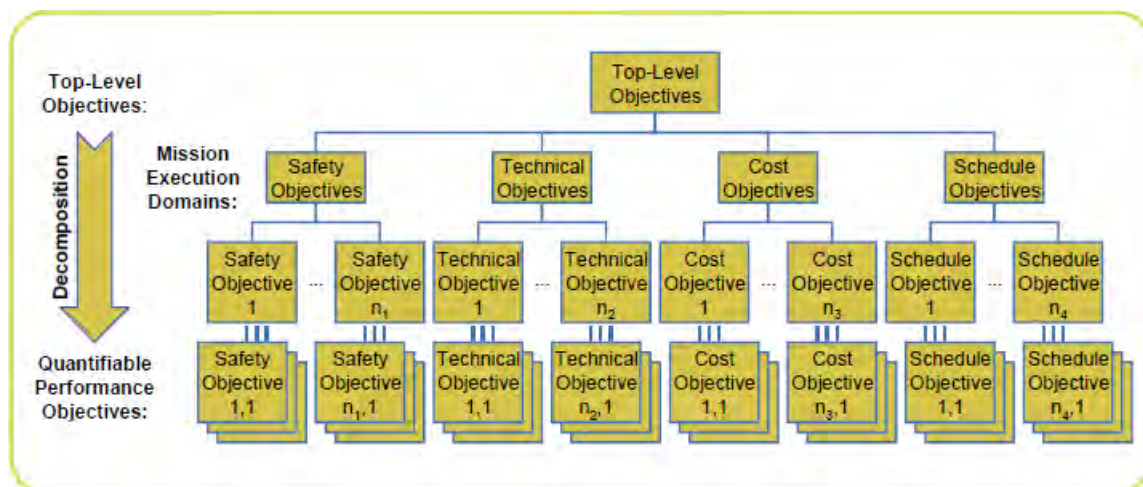 Top-Level
Objectives:
Top-Level
Objectives
Decomposition
Mission
Execution
Domains:
Safety
Objectives
Technical
Objectives
Cost
Objectives
Schedule
Objectives
Safety
Objective
1
...
Safety
Objective
n₁
Technical
Objective
1
...
Technical
Objective
n₂
Cost
Objective
1
...
Cost
Objective
n₃
Schedule
Objective
1
...
Schedule
Objective
n₄
Quantifiable
Performance
Objectives:
Safety
Objective
1,1
Safety
Objective
n₁,1
Technical
Objective
1,1
Technical
Objective
n₂,1
Cost
Objective
1,1
Cost
Objective
n₃,1
Schedule
Objective
1,1
Schedule
Objective
n₄,1